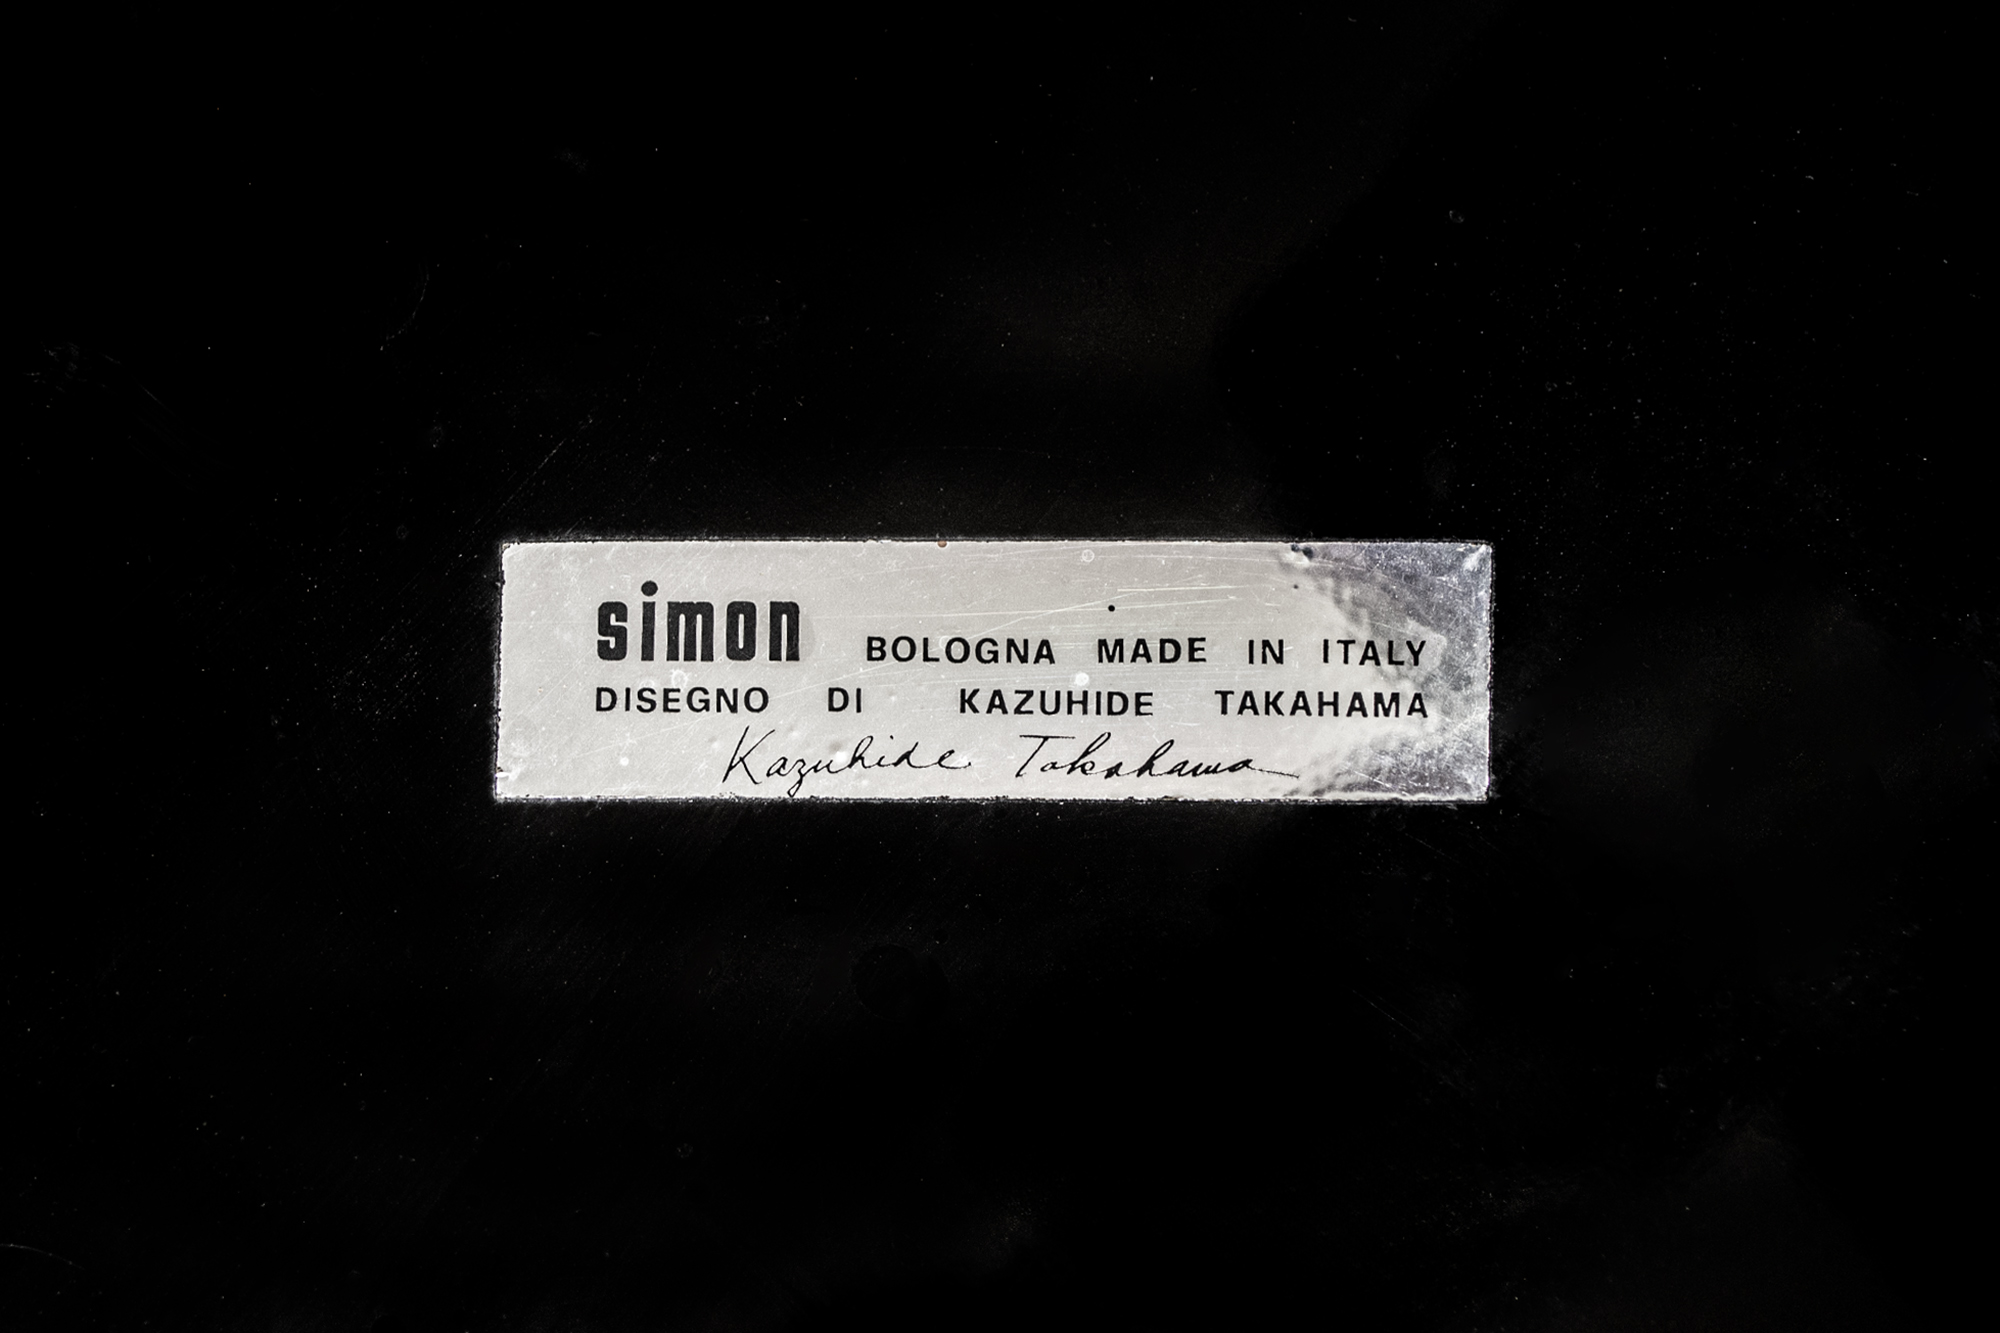 simon BOLOGNA MADE IN ITALY
DISEGNO DI KAZUHIDE TAKAHAMA
Kazuhide Takahama